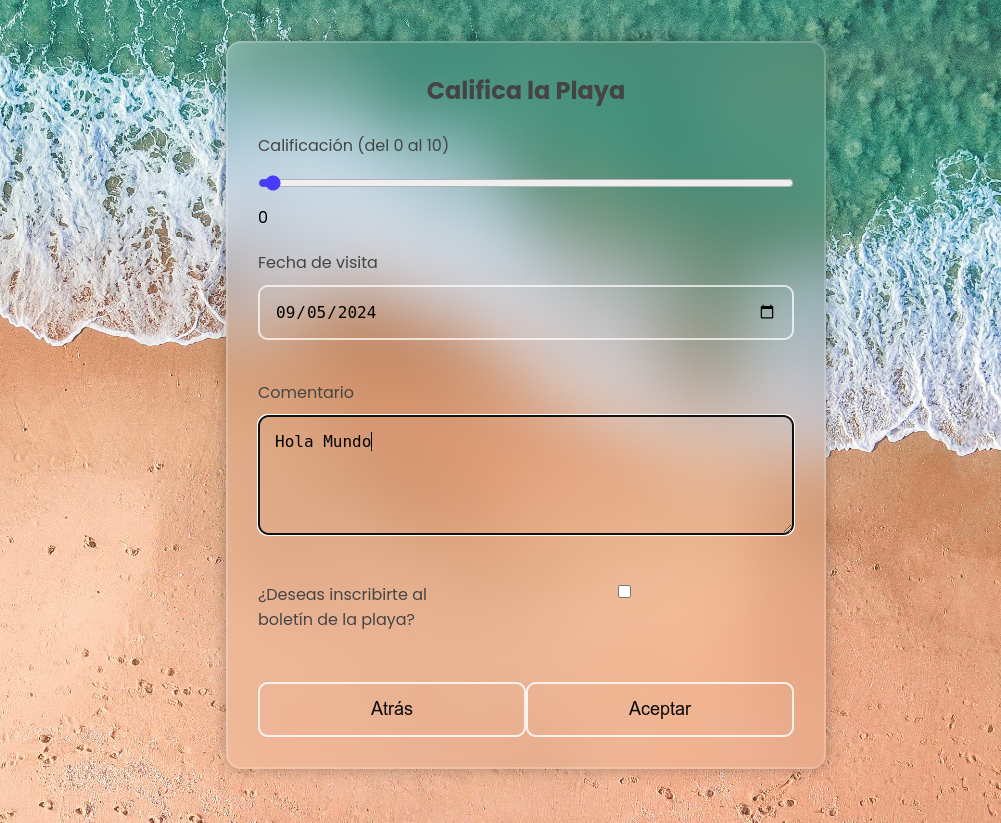 Califica la Playa
Calificación (del 0 al 10)
0
Fecha de visita
09/05/2024
Comentario
Hola Mundo
¿Deseas inscribirte al
boletín de la playa?
Atrás
Aceptar